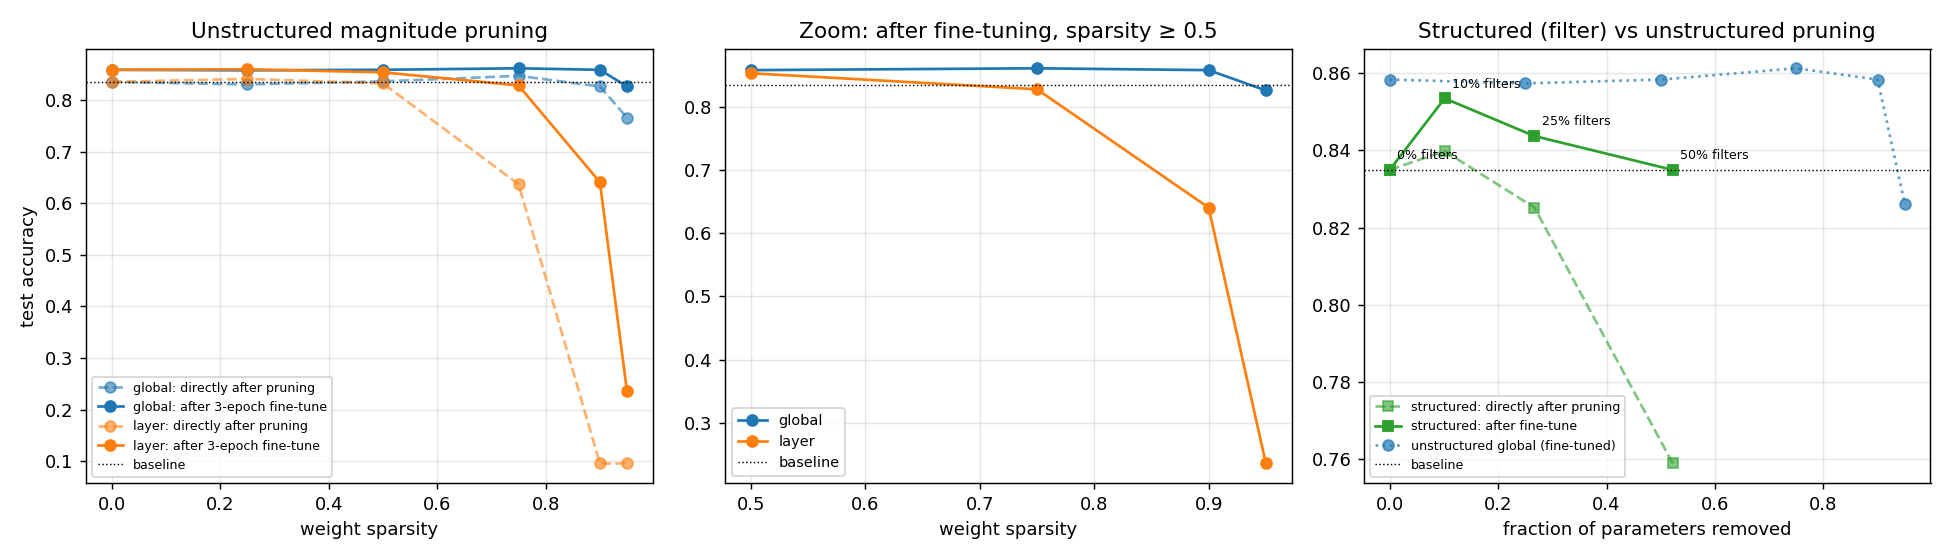 Unstructured magnitude pruning
test accuracy
0.8
0.7
0.6
0.5
0.4
0.3
0.2
0.1
0.0 0.2 0.4 0.6 0.8
weight sparsity
global: directly after pruning
global: after 3-epoch fine-tune
layer: directly after pruning
layer: after 3-epoch fine-tune
baseline
Zoom: after fine-tuning, sparsity ≥ 0.5
0.8
0.7
0.6
0.5
0.4
0.3
0.5 0.6 0.7 0.8 0.9
weight sparsity
global
layer
baseline
Structured (filter) vs unstructured pruning
0.86
0.84
0.82
0.80
0.78
0.76
0.0 0.2 0.4 0.6 0.8
fraction of parameters removed
10% filters
25% filters
0% filters
50% filters
structured: directly after pruning
structured: after fine-tune
unstructured global (fine-tuned)
baseline